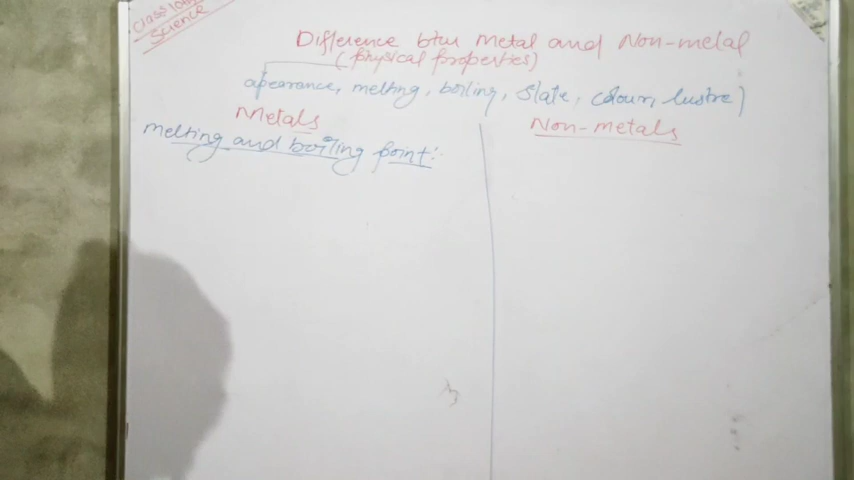 Class 10th
Science
Difference btw Metal and Non-metal
(physical properties)
apearance, melting, boiling, state, colour, lustre)
Metals
Non-metals
melting and boiling point:-